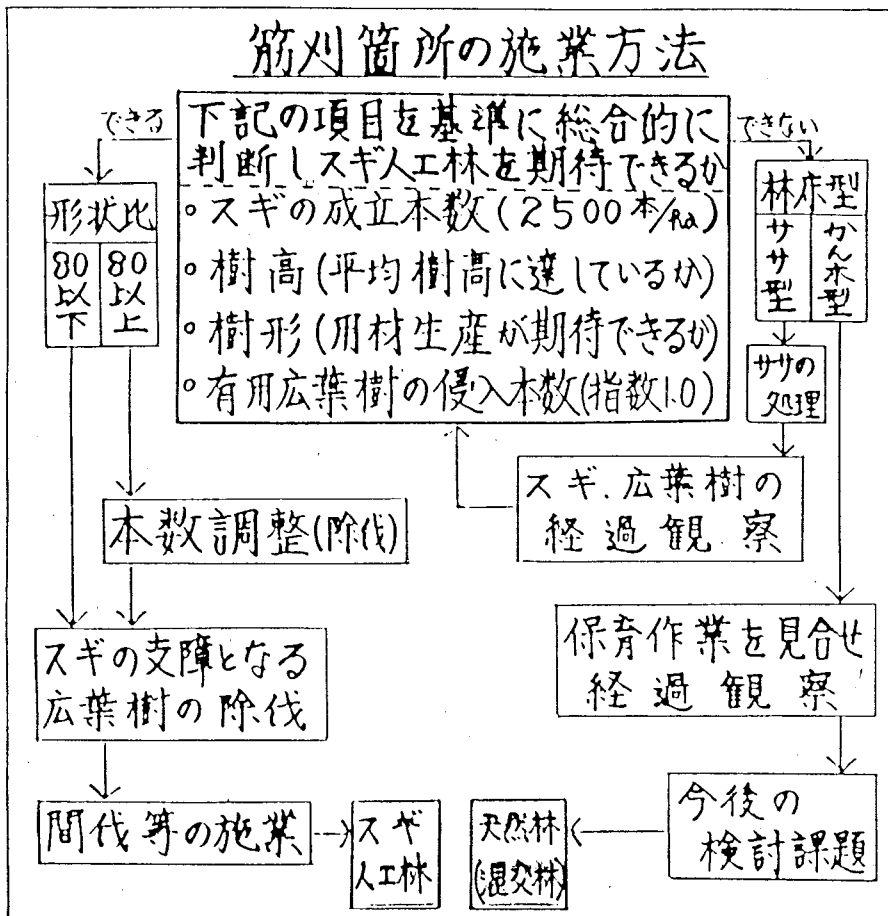 筋刈箇所の施業方法
できる
下記の項目を基準に総合的に
判断しスギ人工林を期待できるか
できない
。スギの成立本数(2500本/ha)
。樹高(平均樹高に達しているか)
。樹形(用材生産が期待できるか)
。有用広葉樹の侵入本数(指数1.0)
形状比
80以下
80以上
林床型
ササ型
かん木型
ササの
処理
スギ、広葉樹の
経過観察
本数調整(除伐)
スギの支障となる
広葉樹の除伐
保育作業を見合せ
経過観察
間伐等の施業
スギ
人工林
天然林
(混交林)
今後の
検討課題